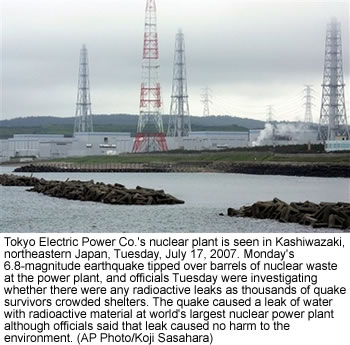 Tokyo Electric Power Co.'s nuclear plant is seen in Kashiwazaki,
northeastern Japan, Tuesday, July 17, 2007. Monday's
6.8-magnitude earthquake tipped over barrels of nuclear waste
at the power plant, and officials Tuesday were investigating
whether there were any radioactive leaks as thousands of quake
survivors crowded shelters. The quake caused a leak of water
with radioactive material at world's largest nuclear power plant
although officials said that leak caused no harm to the
environment. (AP Photo/Koji Sasahara)